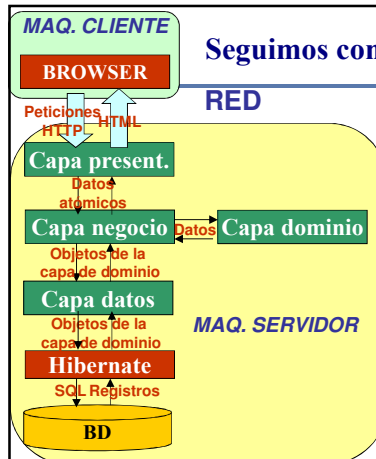 MAQ. CLIENTE
BROWSER
Seguimos con
RED
Peticiones
HTTP
HTML
Capa present.
Datos
atómicos
Capa negocio
Datos
Capa dominio
Objetos de la
capa de dominio
Capa datos
Objetos de la
capa de dominio
MAQ. SERVIDOR
Hibernate
SQL Registros
BD